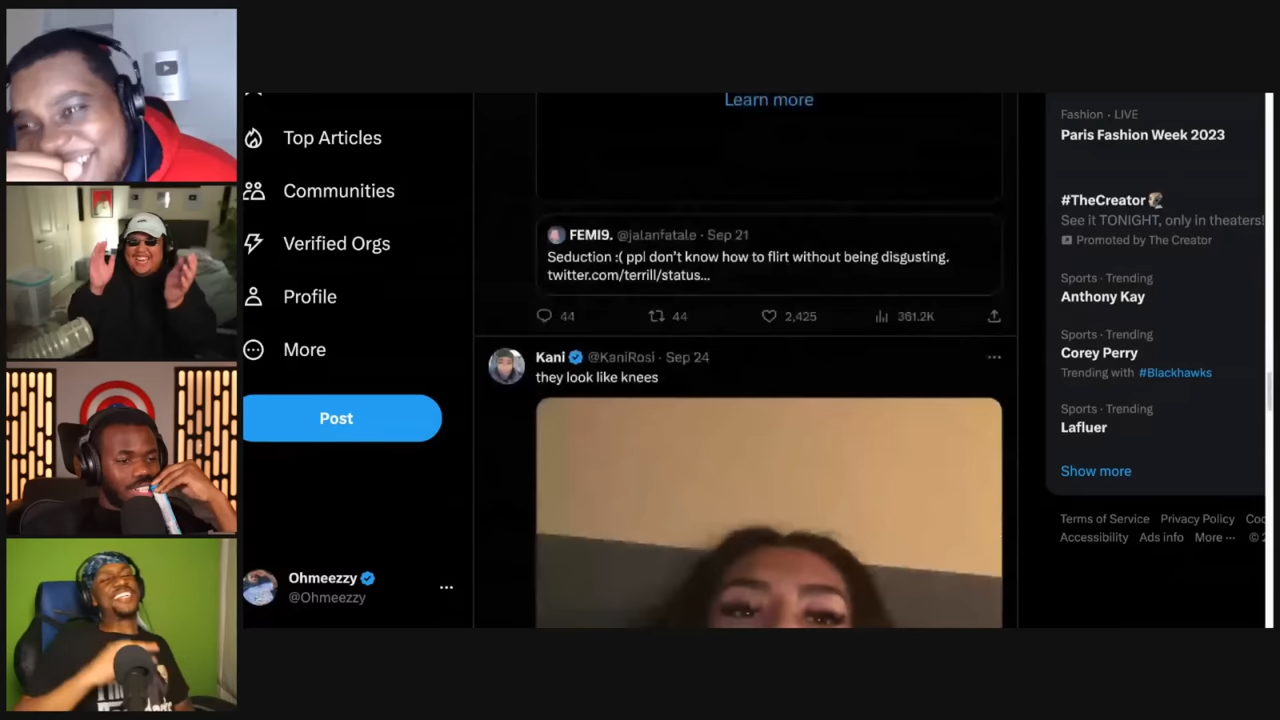 Top Articles
Communities
Verified Orgs
Profile
More
Post
Ohmeezzy
@Ohmeezzy
Learn more
FEMI9. @jalanfatale · Sep 21
Seduction :( ppl don't know how to flirt without being disgusting.
twitter.com/terrill/status...
44 44 2,425 361.2K
Kani @KaniRosi · Sep 24
they look like knees
Fashion · LIVE
Paris Fashion Week 2023
#TheCreator
See it TONIGHT, only in theaters!
Promoted by The Creator
Sports · Trending
Anthony Kay
Sports · Trending
Corey Perry
Trending with #Blackhawks
Sports · Trending
Lafluer
Show more
Terms of Service Privacy Policy Coo
Accessibility Ads info More ··· © 2